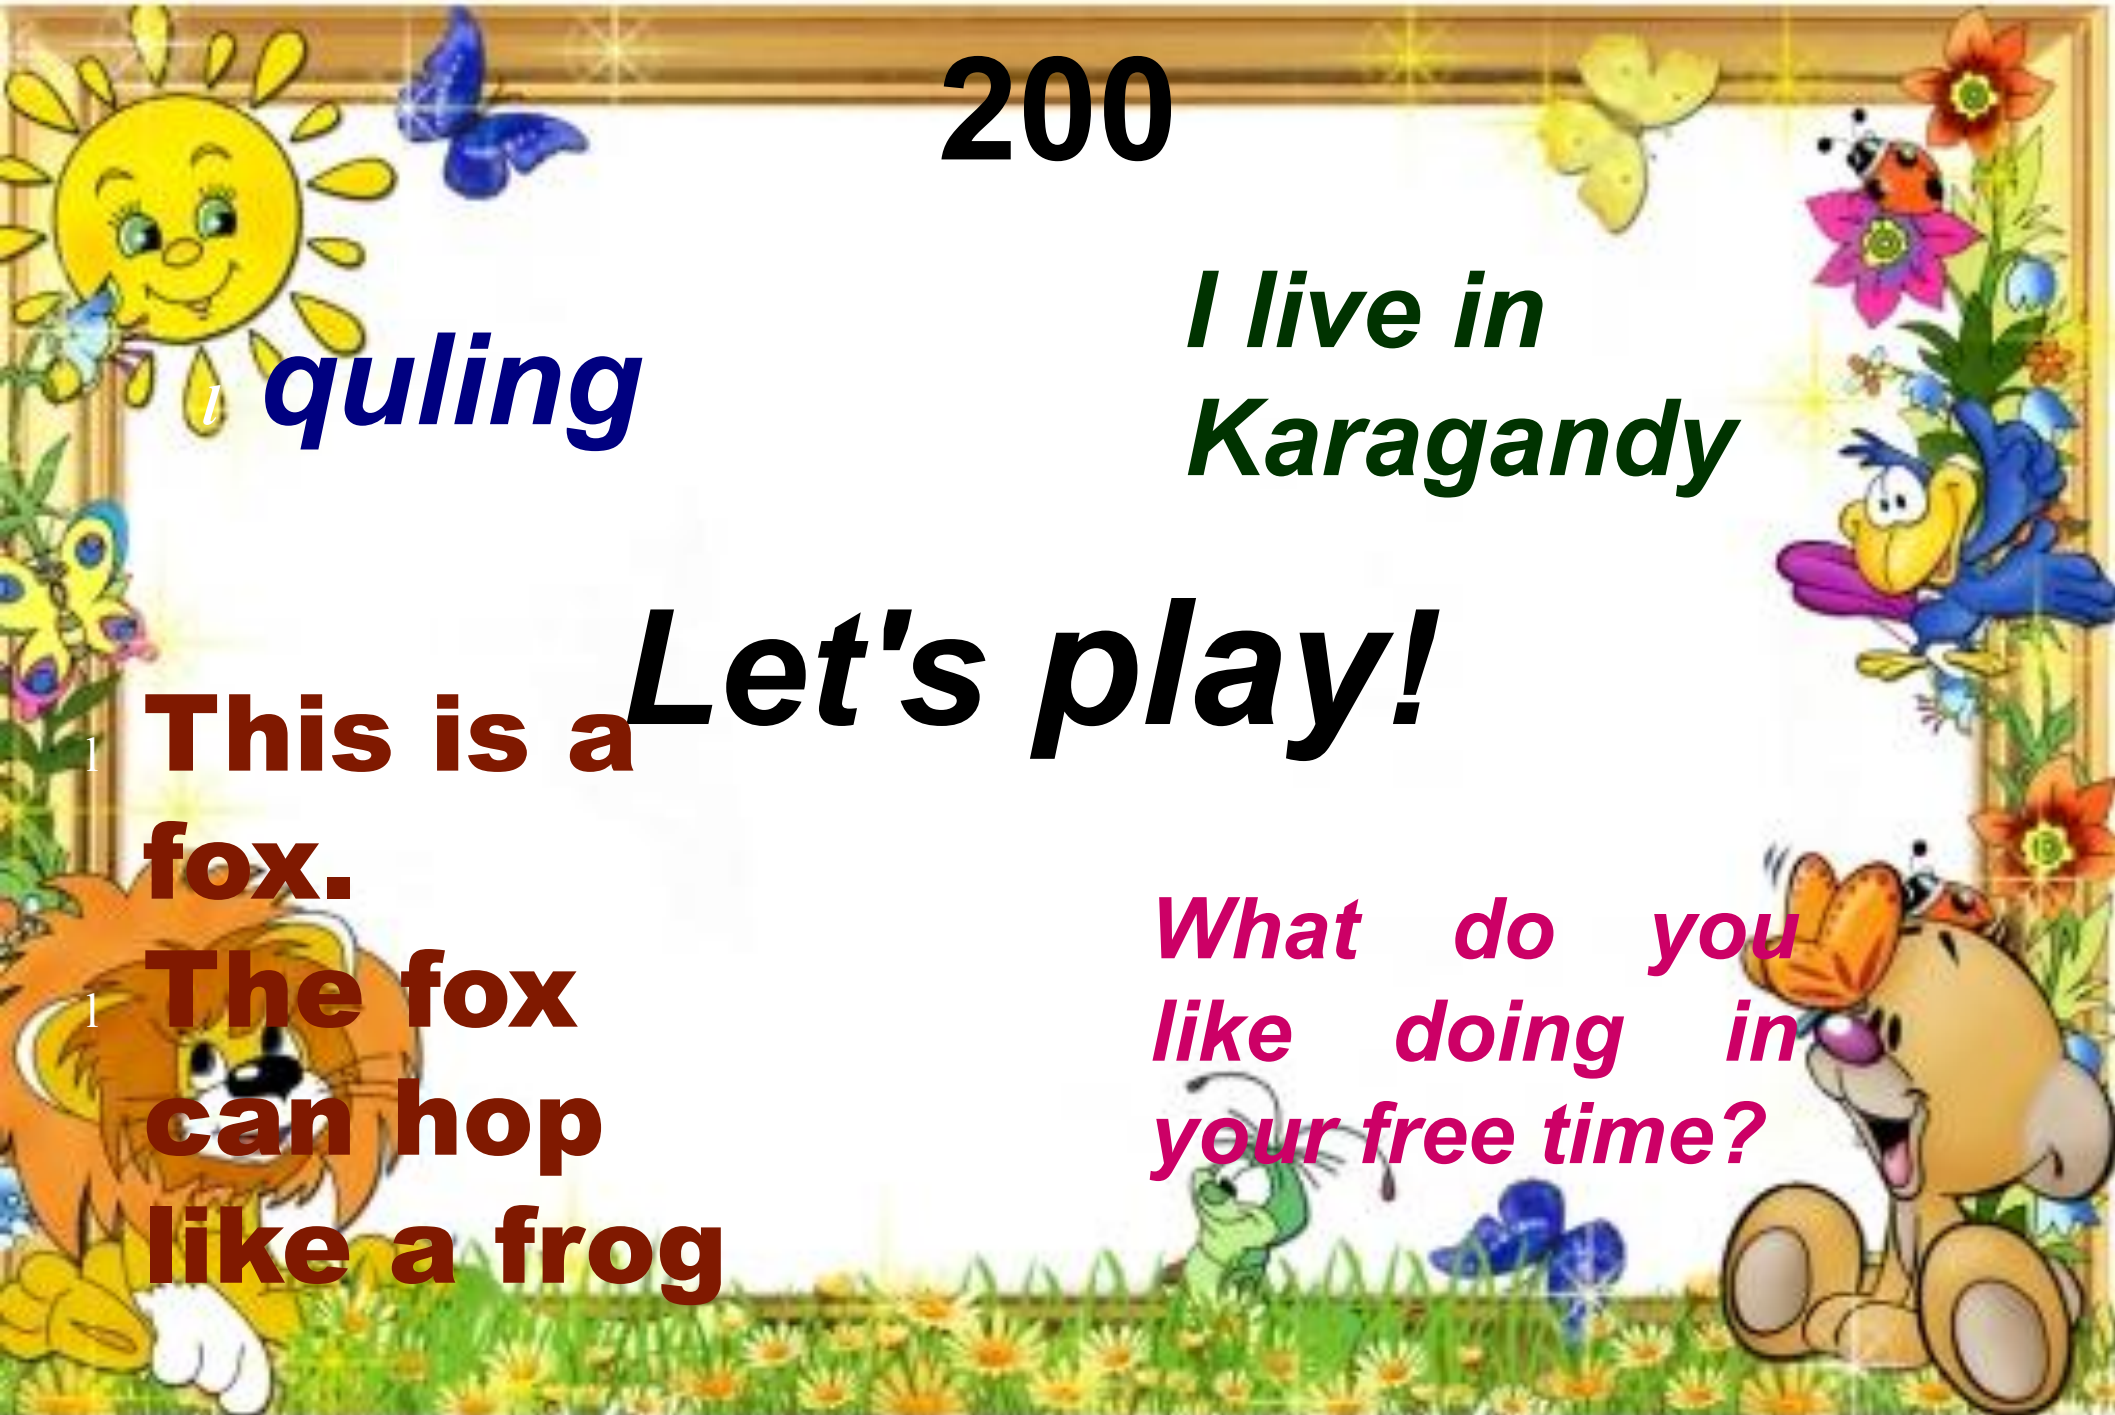 200
l quling
I live in
Karagandy
Let's play!
l This is a
fox.
l The fox
can hop
like a frog
What do you
like doing in
your free time?